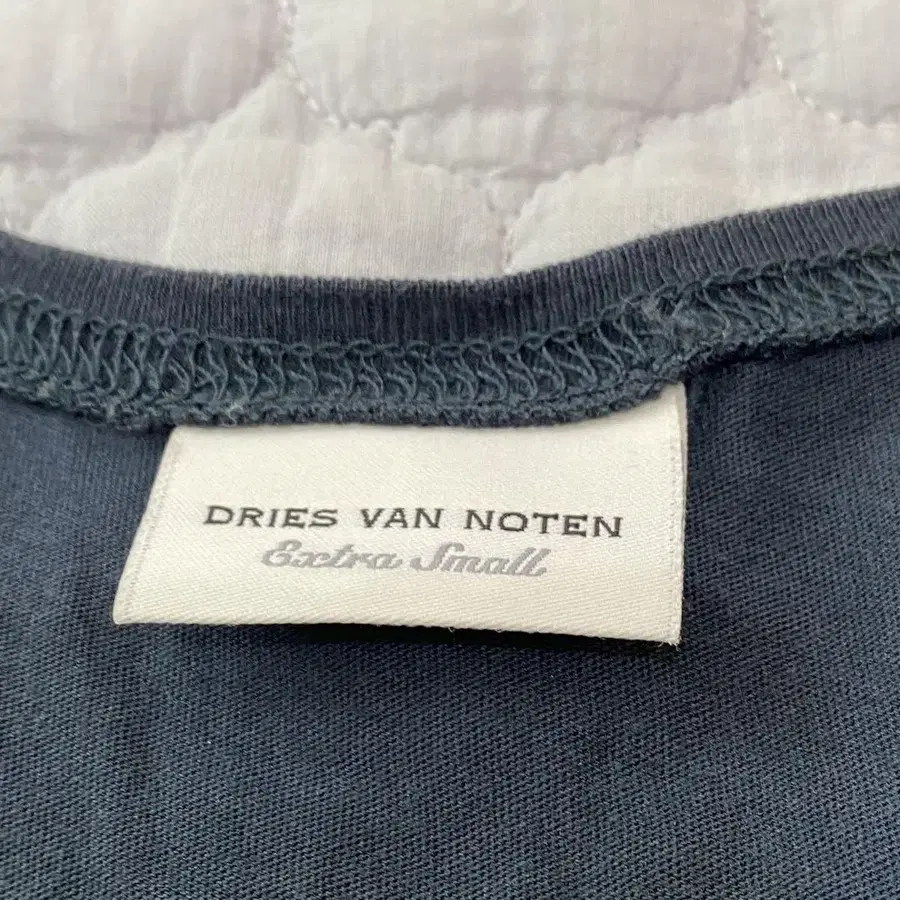 DRIES VAN NOTEN
Extra Small